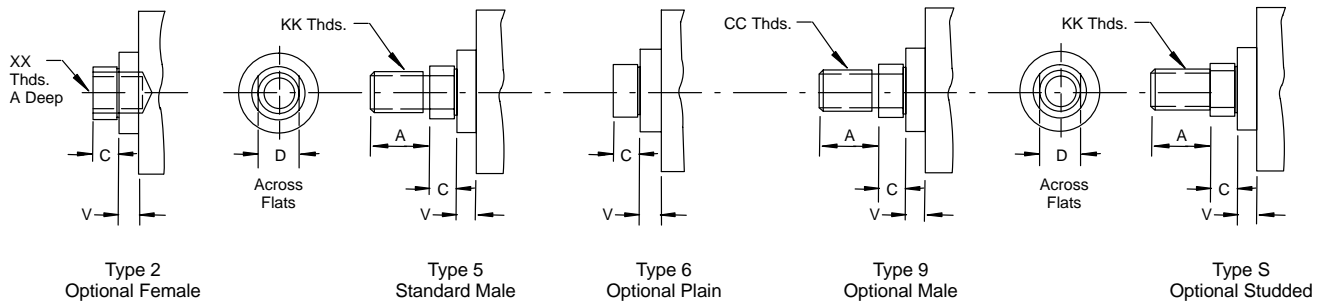 XX
Thds.
A Deep
C
V
D
Across
Flats
KK Thds.
A
C
V
C
V
CC Thds.
A
C
V
D
Across
Flats
KK Thds.
A
C
V
Type 2
Optional Female
Type 5
Standard Male
Type 6
Optional Plain
Type 9
Optional Male
Type S
Optional Studded